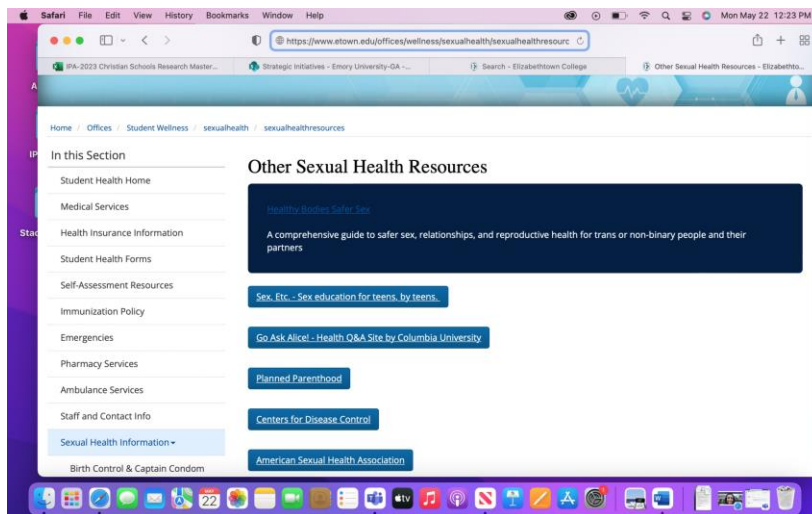 Safari File Edit View History Bookmarks Window Help Mon May 22 12:23 PM
https://www.etown.edu/offices/wellness/sexualhealth/sexualhealthresourc
IPA-2023 Christian Schools Research Master... Strategic Initiatives - Emory University-GA -... Search - Elizabethtown College Other Sexual Health Resources - Elizabethto...
Home / Offices / Student Wellness / sexualhealth / sexualhealthresources
In this Section
Student Health Home
Medical Services
Health Insurance Information
Student Health Forms
Self-Assessment Resources
Immunization Policy
Emergencies
Pharmacy Services
Ambulance Services
Staff and Contact Info
Sexual Health Information
Birth Control & Captain Condom
Other Sexual Health Resources
Healthy Bodies Safer Sex
A comprehensive guide to safer sex, relationships, and reproductive health for trans or non-binary people and their
partners
Sex, Etc. - Sex education for teens, by teens.
Go Ask Alice! - Health Q&A Site by Columbia University
Planned Parenthood
Centers for Disease Control
American Sexual Health Association
22
tv